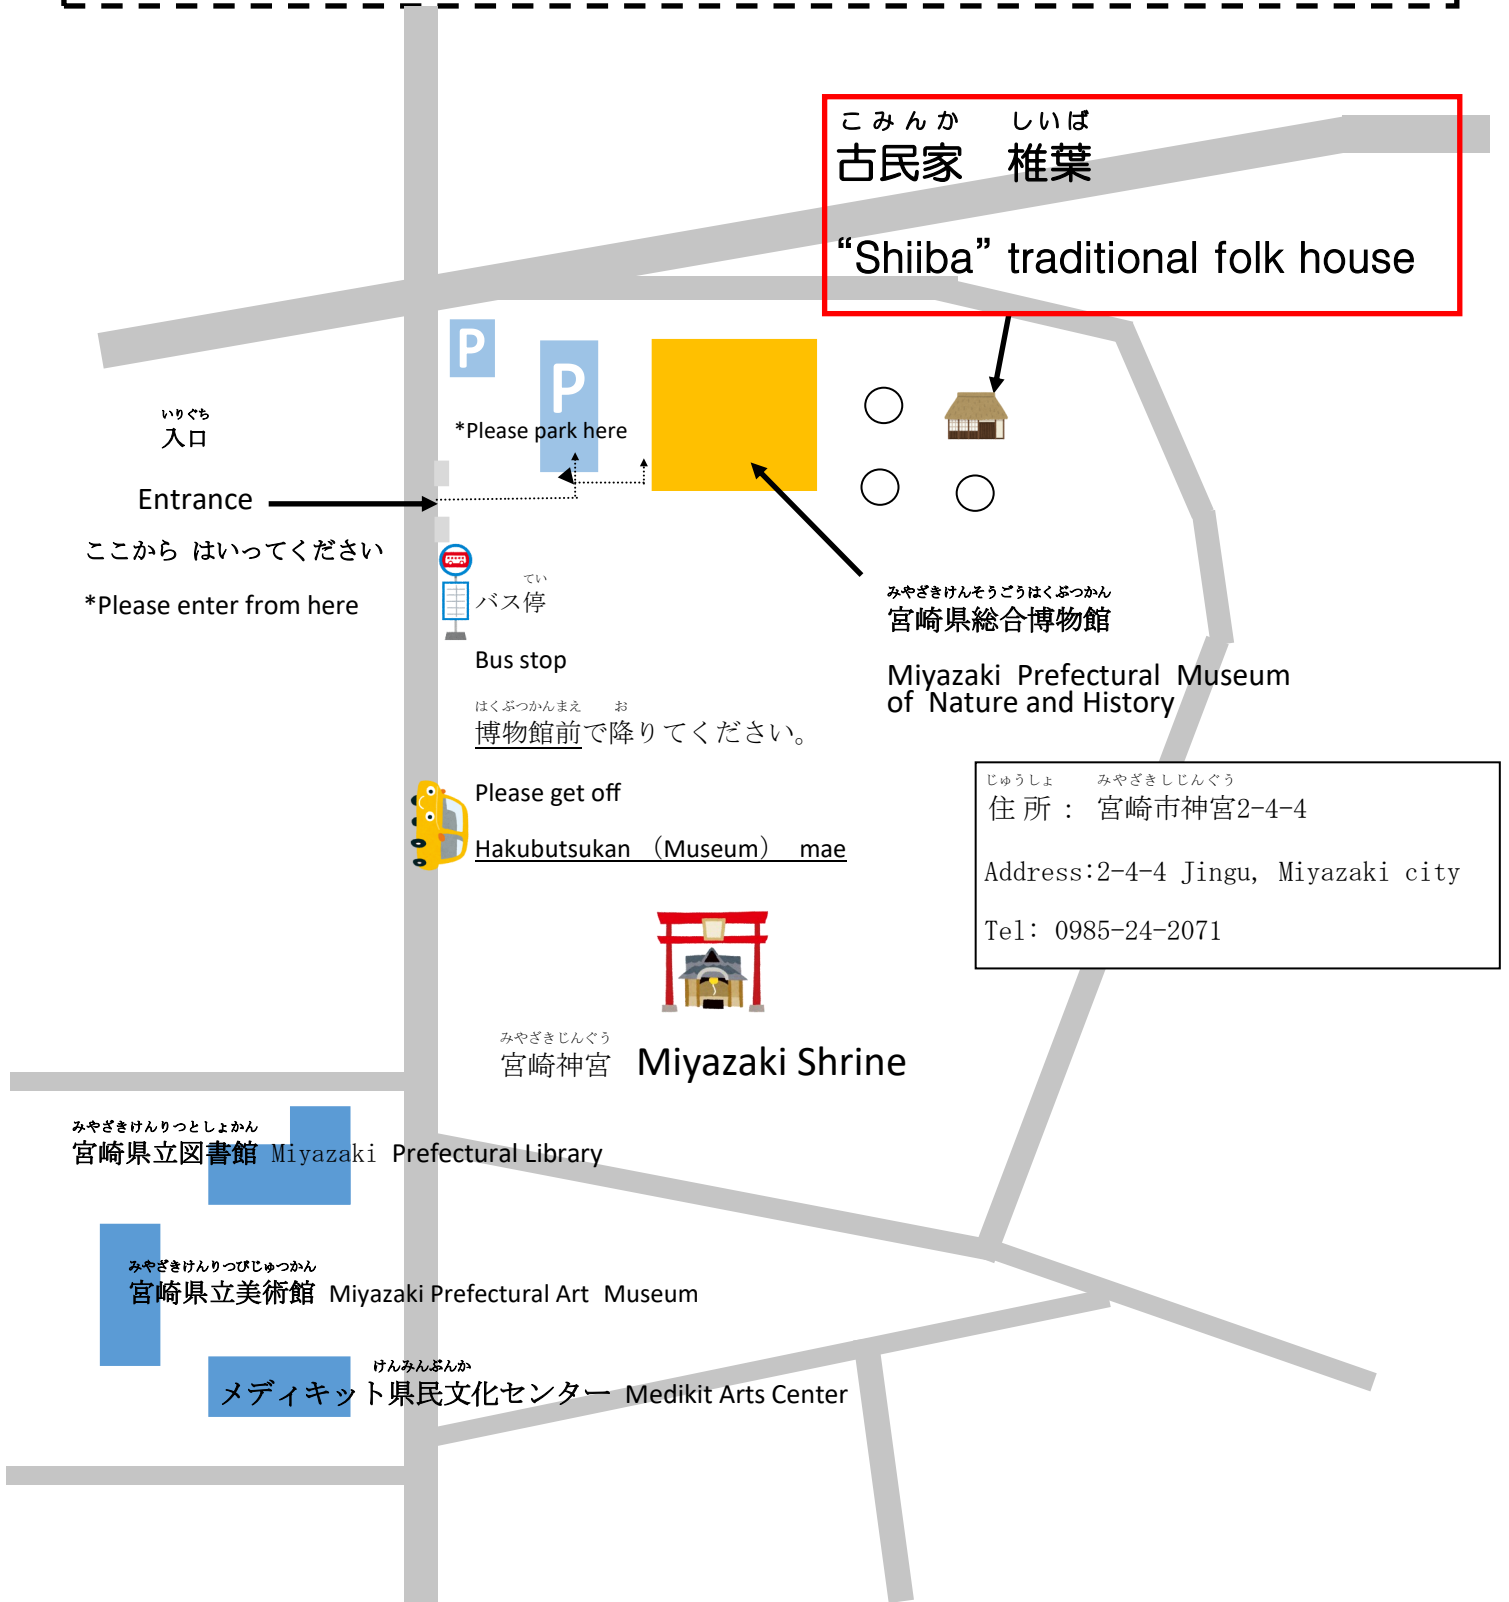 こみんか しいば
古民家 椎葉
“Shiiba” traditional folk house
P
P
*Please park here
いりぐち
入口
Entrance
ここから はいってください
*Please enter from here
てい
バス停
Bus stop
はくぶつかんまえ お
博物館前で降りてください。
Please get off
Hakubutsukan （Museum） mae
みやざきけんそうごうはくぶつかん
宮崎県総合博物館
Miyazaki Prefectural Museum
of Nature and History
じゅうしょ みやざきしじんぐう
住所： 宮崎市神宮2-4-4
Address:2-4-4 Jingu, Miyazaki city
Tel: 0985-24-2071
みやざきじんぐう
宮崎神宮 Miyazaki Shrine
みやざきけんりつとしょかん
宮崎県立図書館 Miyazaki Prefectural Library
みやざきけんりつびじゅつかん
宮崎県立美術館 Miyazaki Prefectural Art Museum
けんみんぶんか
メディキット県民文化センター Medikit Arts Center